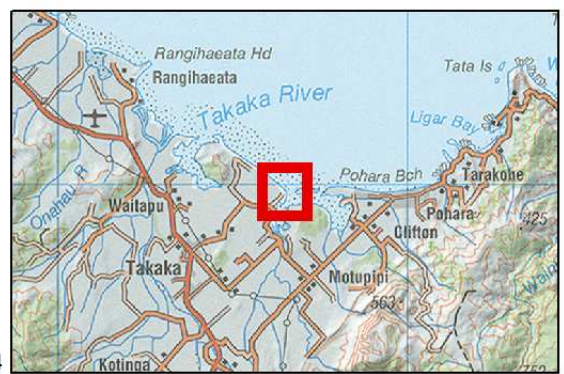 Rangihaeata Hd
Rangihaeata
Takaka River
Tata Is
Ligar Bay
Pohara Bch
Tarakohe
Onahau R
Waitapu
Pohara
425
Clifton
Takaka
Motupipi
563
Kotinga
752